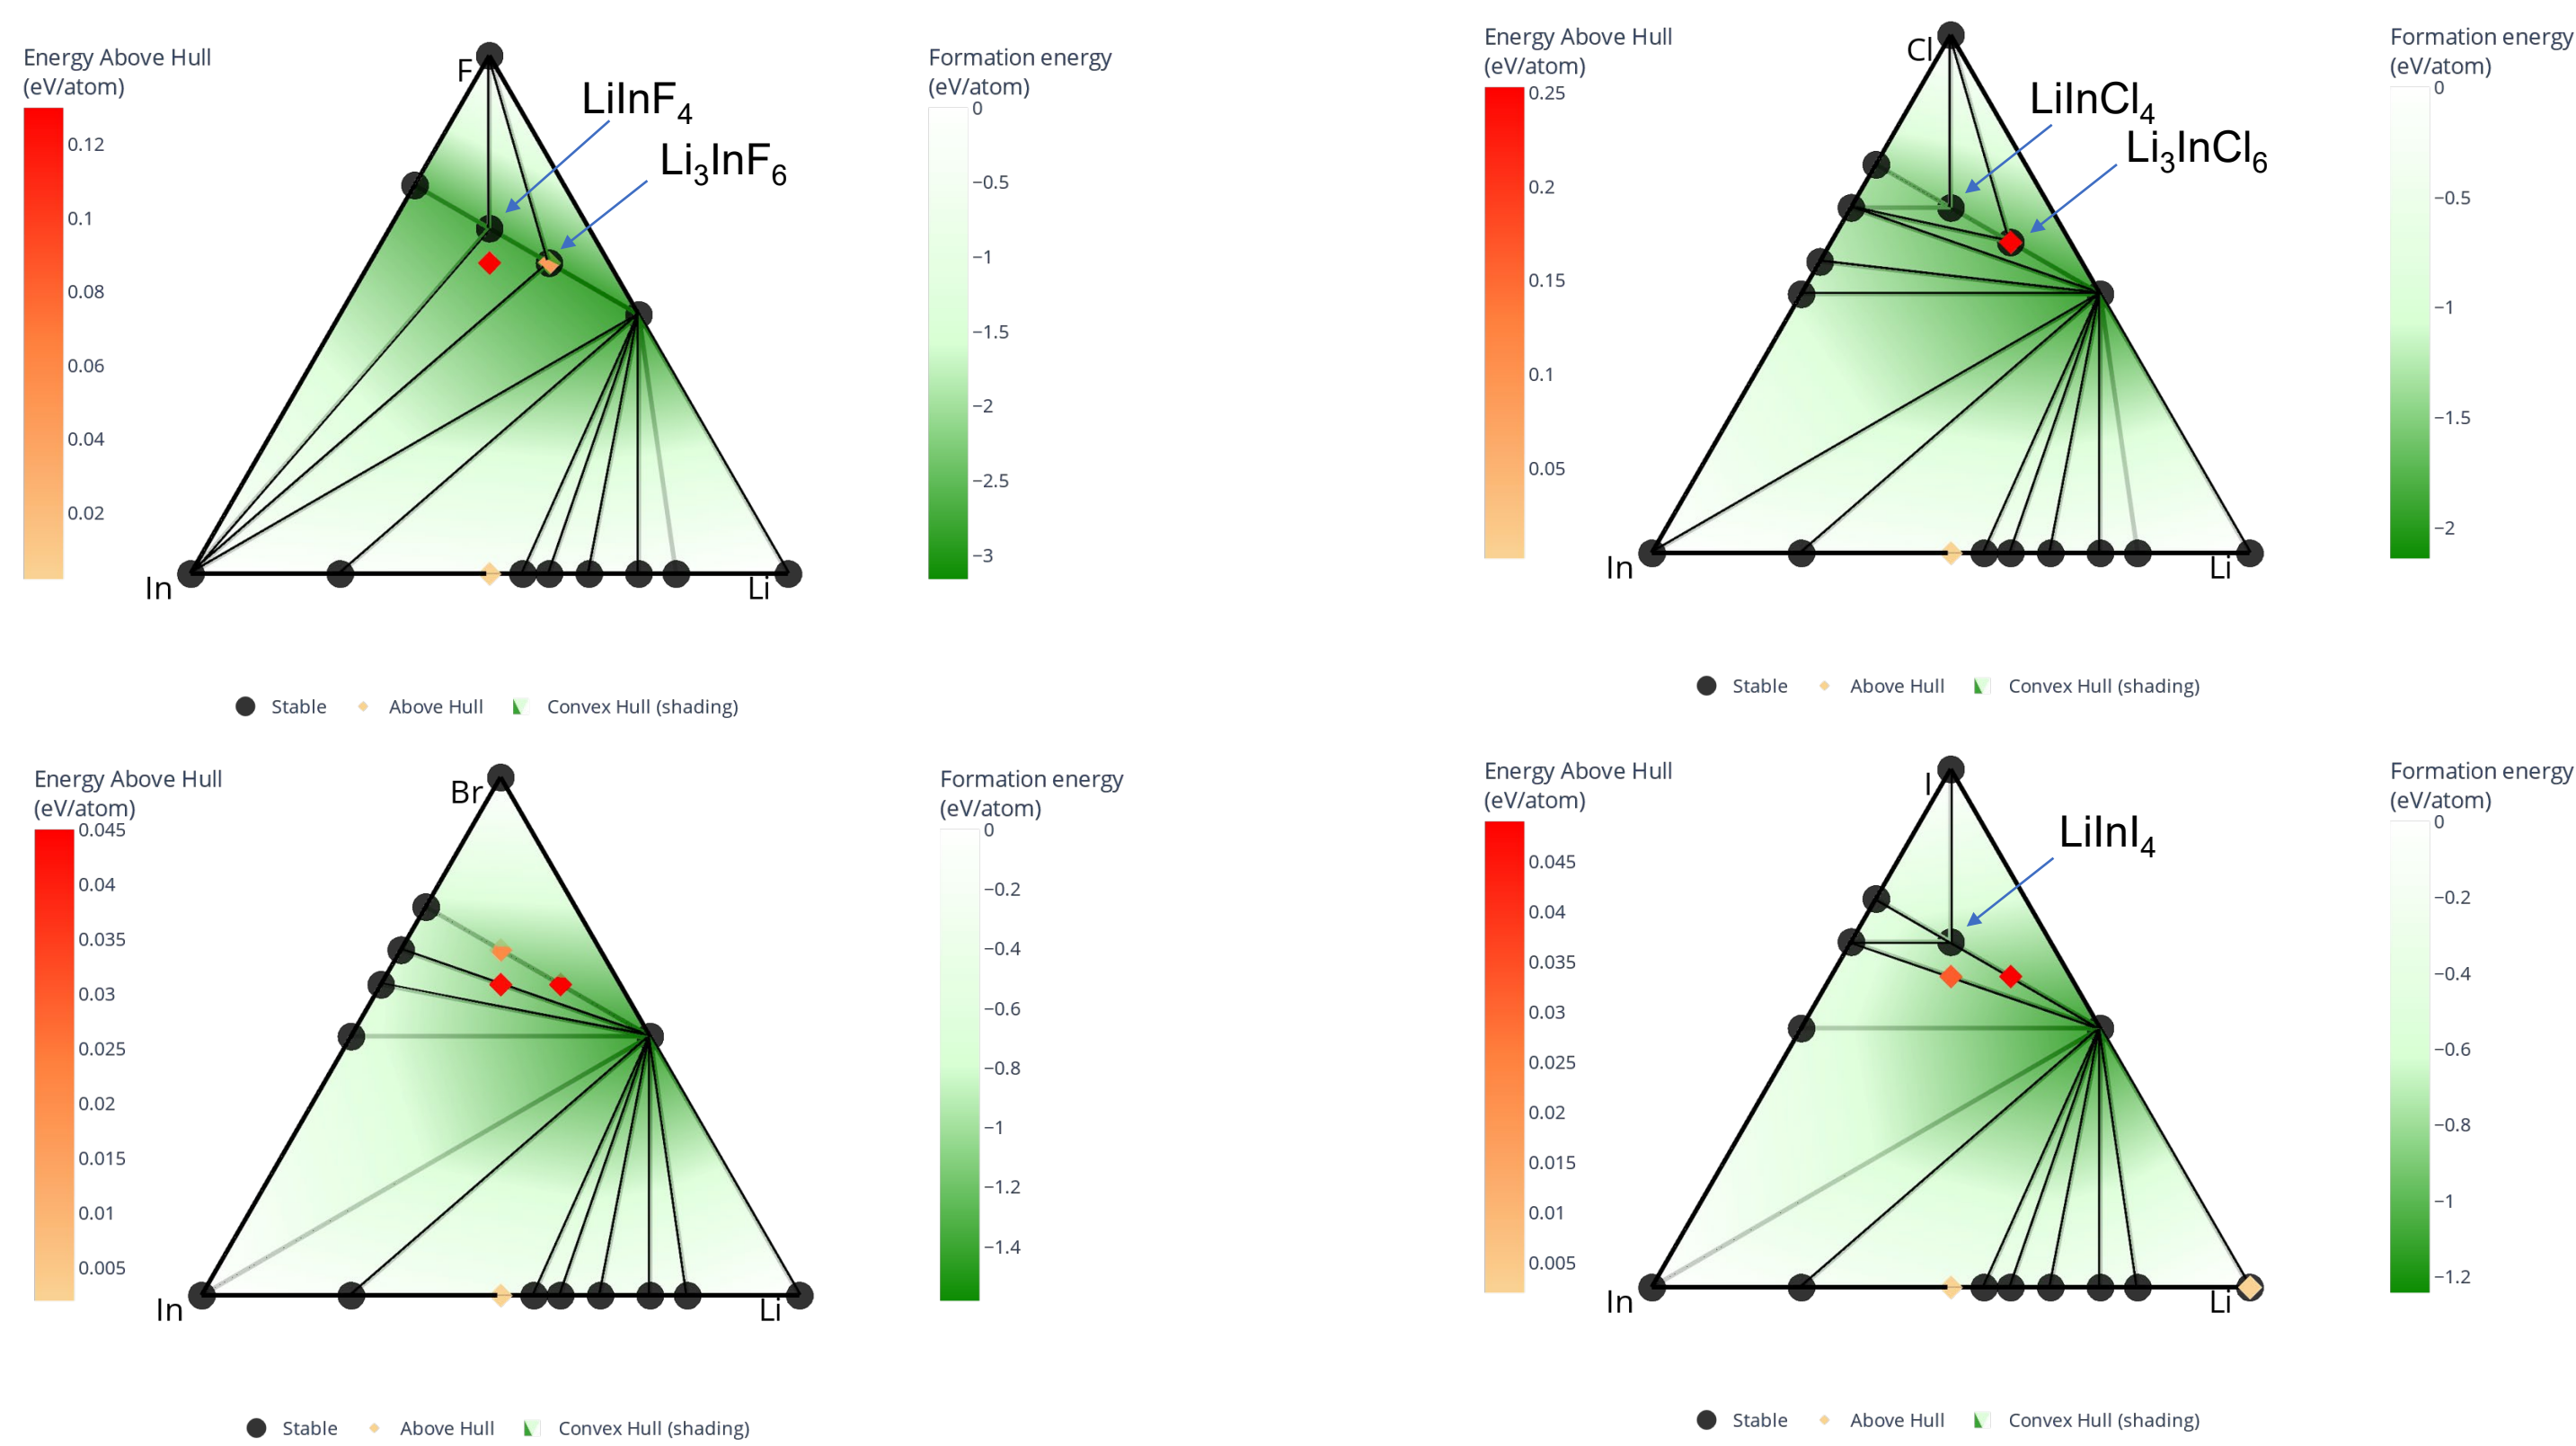 Energy Above Hull
(eV/atom)
0.12
0.1
0.08
0.06
0.04
0.02
F
LiInF4
Li3InF6
In
Li
Formation energy
(eV/atom)
0
−0.5
−1
−1.5
−2
−2.5
−3
Stable Above Hull Convex Hull (shading)
Energy Above Hull
(eV/atom)
0.25
0.2
0.15
0.1
0.05
Cl
LiInCl4
Li3InCl6
In
Li
Formation energy
(eV/atom)
0
−0.5
−1
−1.5
−2
Stable Above Hull Convex Hull (shading)
Energy Above Hull
(eV/atom)
0.045
0.04
0.035
0.03
0.025
0.02
0.015
0.01
0.005
Br
In
Li
Formation energy
(eV/atom)
0
−0.2
−0.4
−0.6
−0.8
−1
−1.2
−1.4
Stable Above Hull Convex Hull (shading)
Energy Above Hull
(eV/atom)
0.045
0.04
0.035
0.03
0.025
0.02
0.015
0.01
0.005
I
LiInI4
In
Li
Formation energy
(eV/atom)
0
−0.2
−0.4
−0.6
−0.8
−1
−1.2
Stable Above Hull Convex Hull (shading)